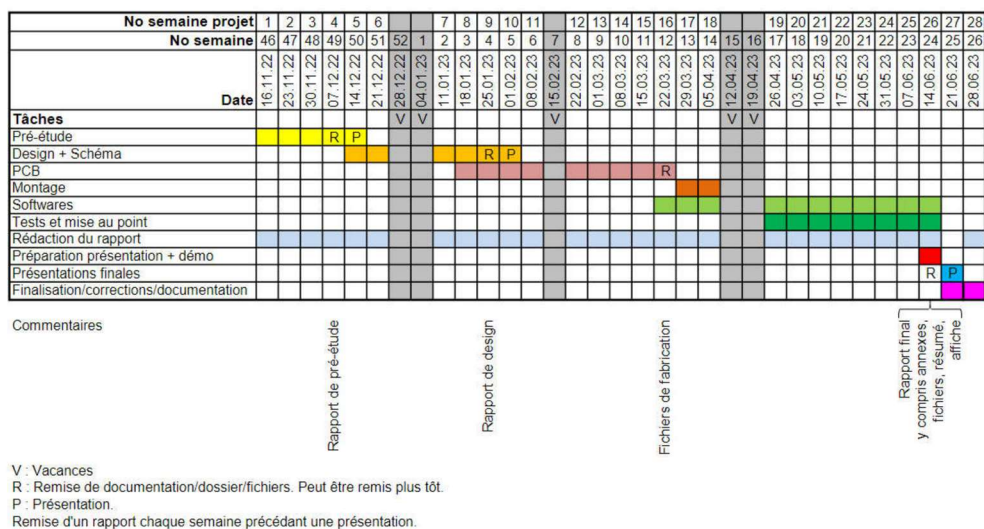 No semaine projet 1 2 3 4 5 6 7 8 9 10 11 12 13 14 15 16 17 18 19 20 21 22 23 24 25 26 27 28
No semaine 46 47 48 49 50 51 52 1 2 3 4 5 6 7 8 9 10 11 12 13 14 15 16 17 18 19 20 21 22 23 24 25 26
Date 16.11.22 23.11.22 30.11.22 07.12.22 14.12.22 21.12.22 28.12.22 04.01.23 11.01.23 18.01.23 25.01.23 01.02.23 08.02.23 15.02.23 22.02.23 01.03.23 08.03.23 15.03.23 22.03.23 29.03.23 05.04.23 12.04.23 19.04.23 26.04.23 03.05.23 10.05.23 17.05.23 24.05.23 31.05.23 07.06.23 14.06.23 21.06.23 28.06.23
Tâches V V V V V
Pré-étude R P
Design + Schéma R P
PCB R
Montage
Softwares
Tests et mise au point
Rédaction du rapport
Préparation présentation + démo
Présentations finales R P
Finalisation/corrections/documentation
Commentaires
Rapport de pré-étude
Rapport de design
Fichiers de fabrication
Rapport final
y compris annexes,
fichiers, résumé,
affiche
V : Vacances
R : Remise de documentation/dossier/fichiers. Peut être remis plus tôt.
P : Présentation.
Remise d'un rapport chaque semaine précédant une présentation.